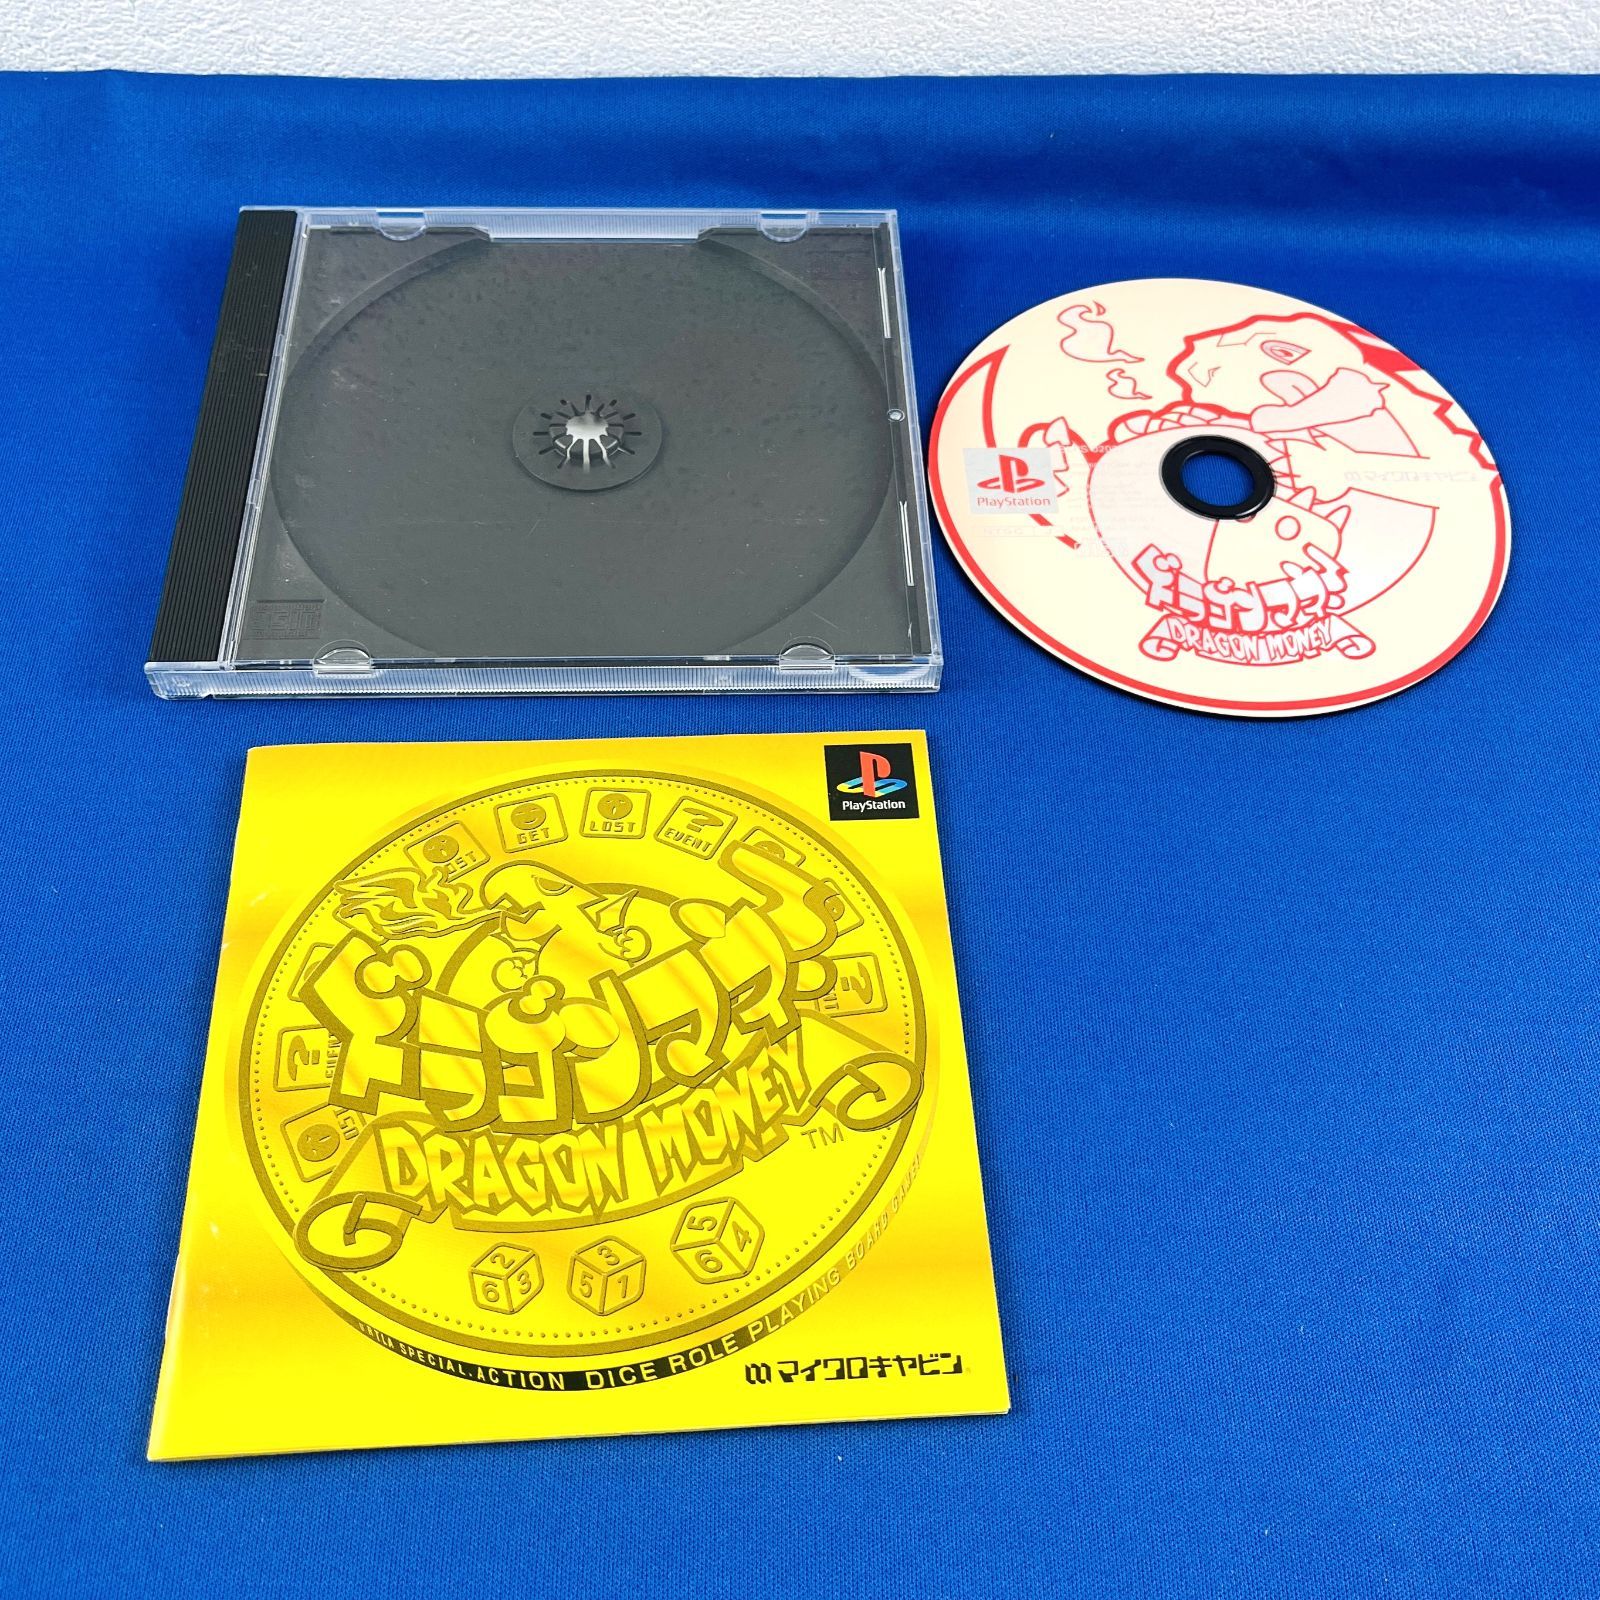 PlayStation
マイクロキャビン
NTSC J
ドラゴンマネー
DRAGON MONEY
PlayStation
LOST
GET
LOST
?
EVENT
?
?
ドラゴンマネー
DRAGON MONEY
TM
2
6 3
3
5 1
5
6 4
SPECIAL.ACTION DICE ROLE PLAYING BOARD GAME!
マイクロキャビン